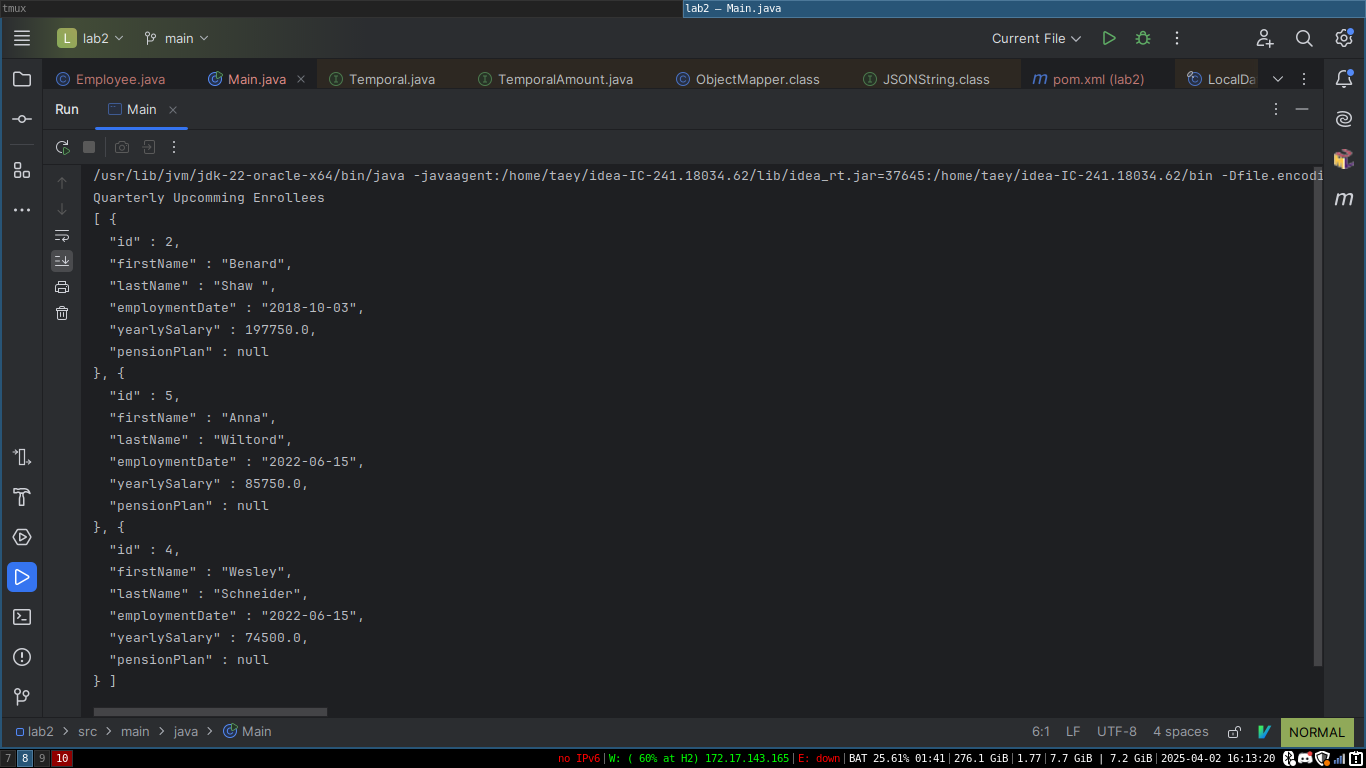 tmux
lab2 – Main.java
L lab2 main Current File
Employee.java Main.java Temporal.java TemporalAmount.java ObjectMapper.class JSONString.class pom.xml (lab2) LocalDa
Run Main
/usr/lib/jvm/jdk-22-oracle-x64/bin/java -javaagent:/home/taey/idea-IC-241.18034.62/lib/idea_rt.jar=37645:/home/taey/idea-IC-241.18034.62/bin -Dfile.encodi
Quarterly Upcomming Enrollees
[ {
"id" : 2,
"firstName" : "Benard",
"lastName" : "Shaw ",
"employmentDate" : "2018-10-03",
"yearlySalary" : 197750.0,
"pensionPlan" : null
}, {
"id" : 5,
"firstName" : "Anna",
"lastName" : "Wiltord",
"employmentDate" : "2022-06-15",
"yearlySalary" : 85750.0,
"pensionPlan" : null
}, {
"id" : 4,
"firstName" : "Wesley",
"lastName" : "Schneider",
"employmentDate" : "2022-06-15",
"yearlySalary" : 74500.0,
"pensionPlan" : null
} ]
lab2 > src > main > java > Main 6:1 LF UTF-8 4 spaces NORMAL
7 8 9 10 no IPv6|W: ( 60% at H2) 172.17.143.165|E: down|BAT 25.61% 01:41|276.1 GiB|1.77|7.7 GiB | 7.2 GiB|2025-04-02 16:13:20